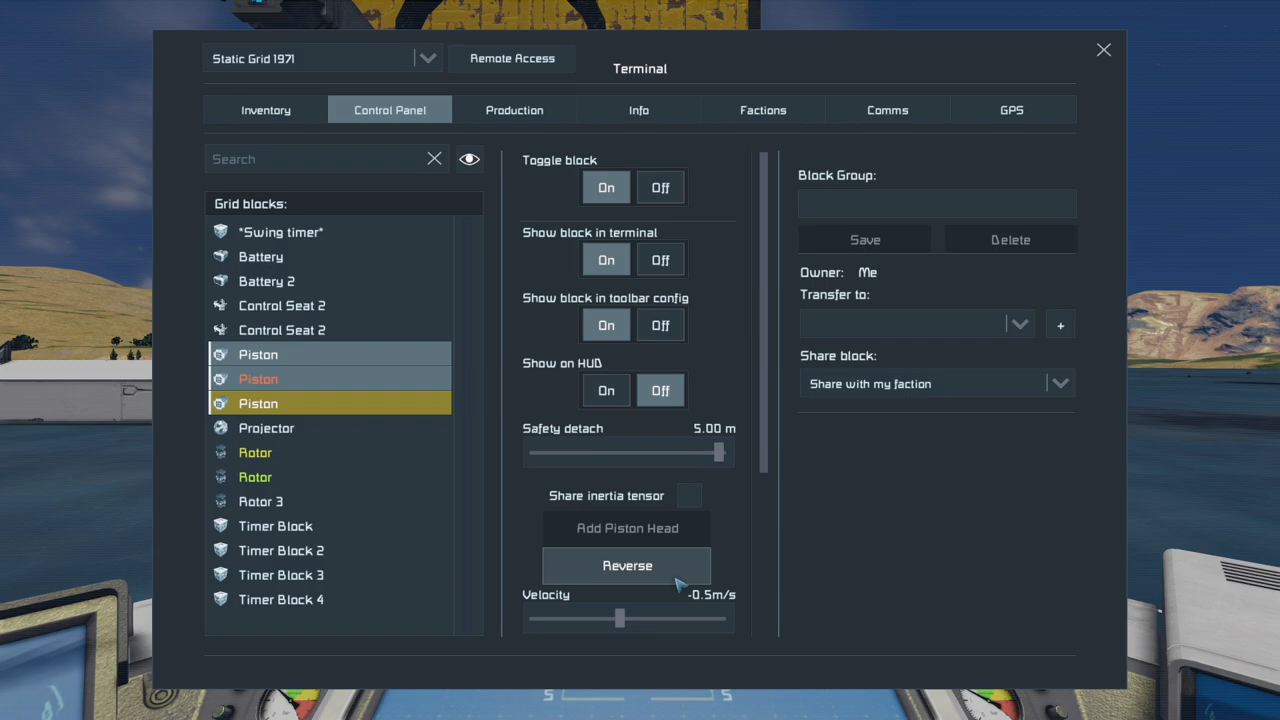 Static Grid 1971
Remote Access
Terminal
Inventory
Control Panel
Production
Info
Factions
Comms
GPS
Search
Grid blocks:
*Swing timer*
Battery
Battery 2
Control Seat 2
Control Seat 2
Piston
Piston
Piston
Projector
Rotor
Rotor
Rotor 3
Timer Block
Timer Block 2
Timer Block 3
Timer Block 4
Toggle block
On Off
Show block in terminal
On Off
Show block in toolbar config
On Off
Show on HUD
On Off
Safety detach 5.00 m
Share inertia tensor
Add Piston Head
Reverse
Velocity -0.5m/s
Block Group:
Save Delete
Owner: Me
Transfer to:
+
Share block:
Share with my faction
S S